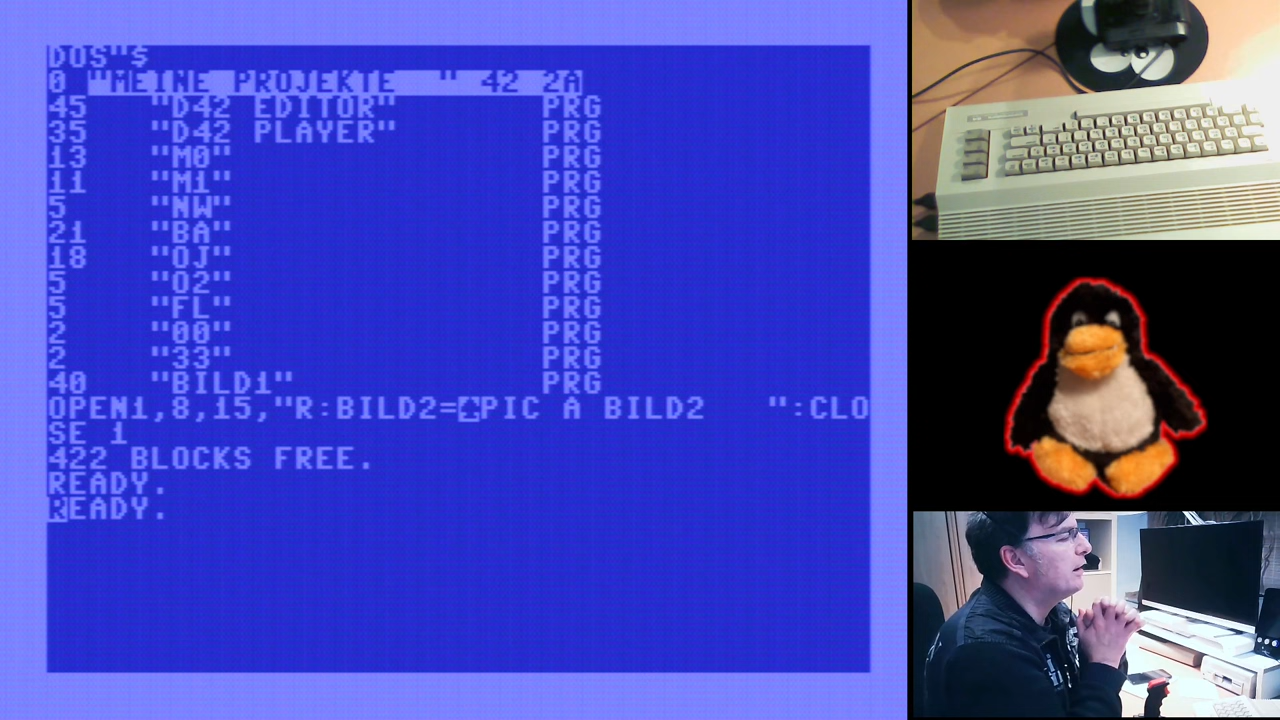 DOS"$
0 "MEINE PROJEKTE  " 42 2A
45 "D42 EDITOR" PRG
35 "D42 PLAYER" PRG
13 "M0" PRG
11 "M1" PRG
5 "NW" PRG
21 "BA" PRG
18 "OJ" PRG
5 "O2" PRG
5 "FL" PRG
2 "00" PRG
2 "33" PRG
40 "BILD1" PRG
OPEN1,8,15,"R:BILD2=PIC A BILD2   ":CLO
SE 1
422 BLOCKS FREE.
READY.
READY.